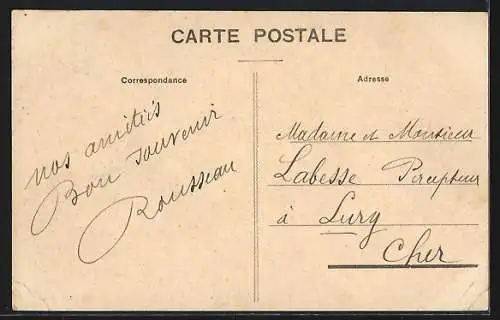 CARTE POSTALE
Correspondance
nos amitiés
Bon souvenir
Rousseau
Adresse
Madame et Monsieur
Labesse Percepteur
à Lury
Cher